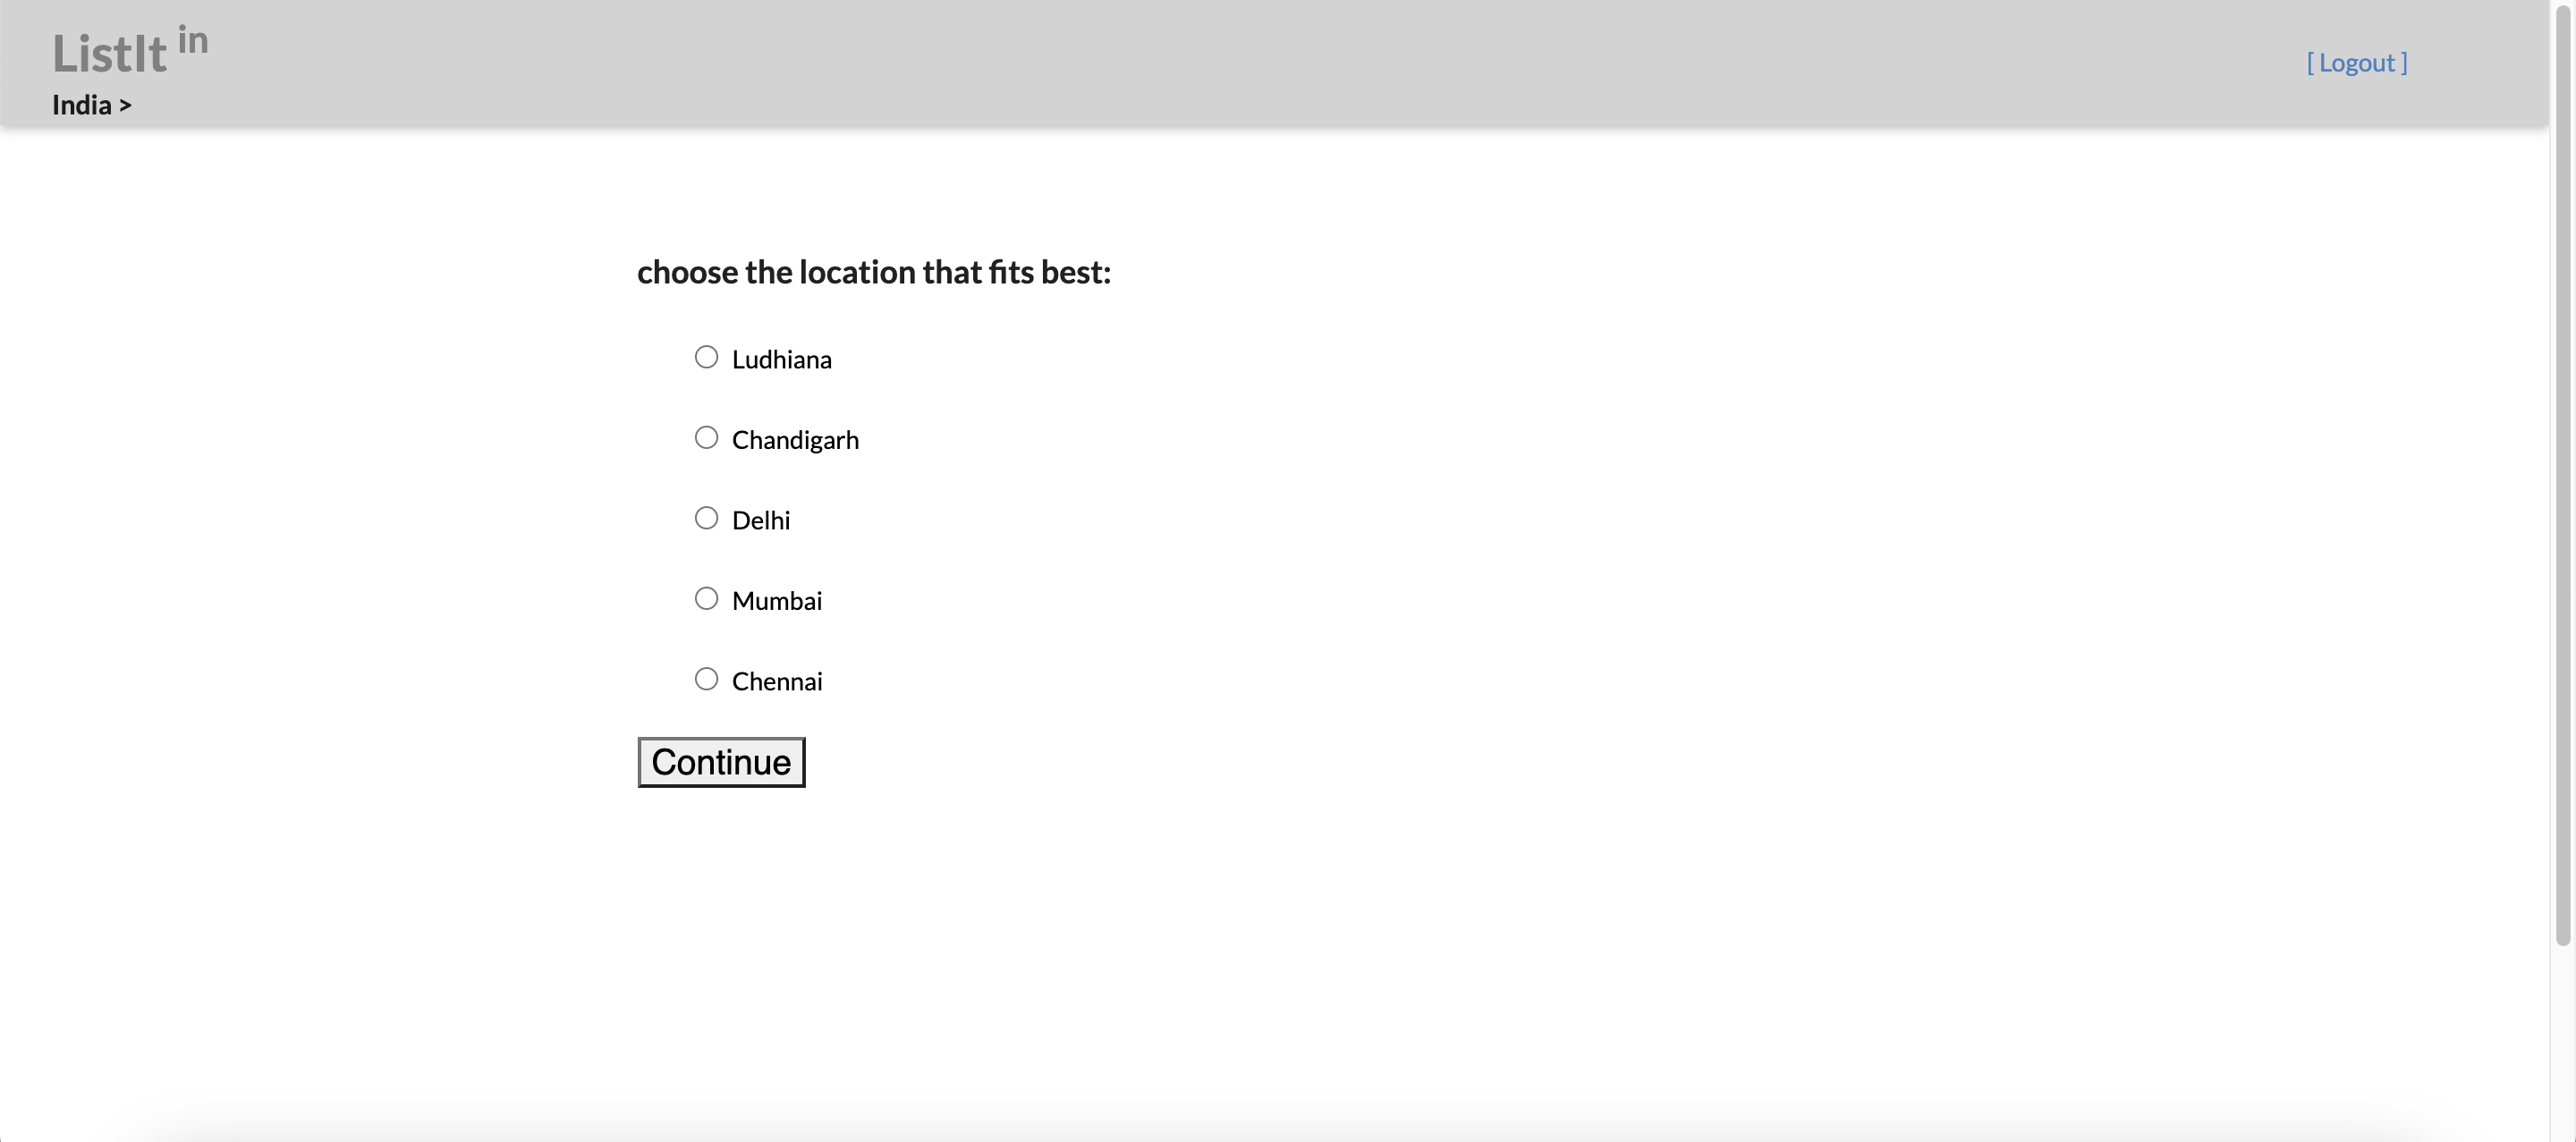 ListIt in
[ Logout ]
India >
choose the location that fits best:
Ludhiana
Chandigarh
Delhi
Mumbai
Chennai
Continue